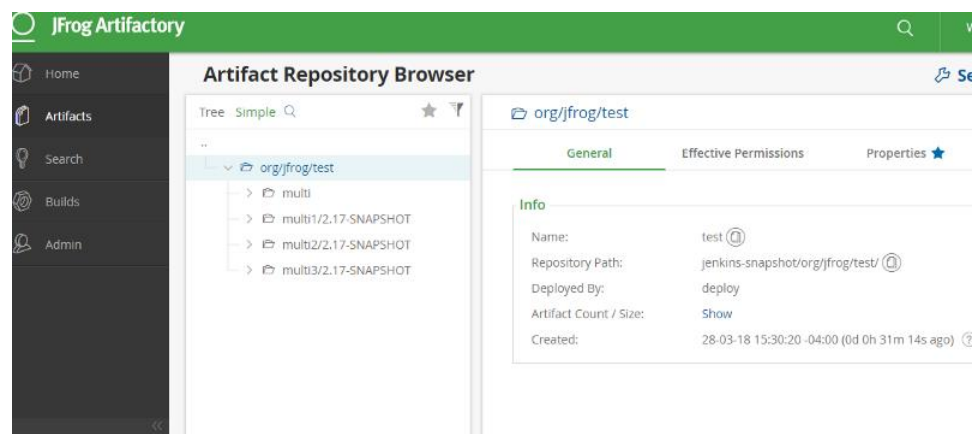 JFrog Artifactory
Home
Artifacts
Search
Builds
Admin
Artifact Repository Browser
Tree Simple
..
org/jfrog/test
multi
multi1/2.17-SNAPSHOT
multi2/2.17-SNAPSHOT
multi3/2.17-SNAPSHOT
org/jfrog/test
General Effective Permissions Properties
Info
Name: test
Repository Path: jenkins-snapshot/org/jfrog/test/
Deployed By: deploy
Artifact Count / Size: Show
Created: 28-03-18 15:30:20 -04:00 (0d 0h 31m 14s ago)